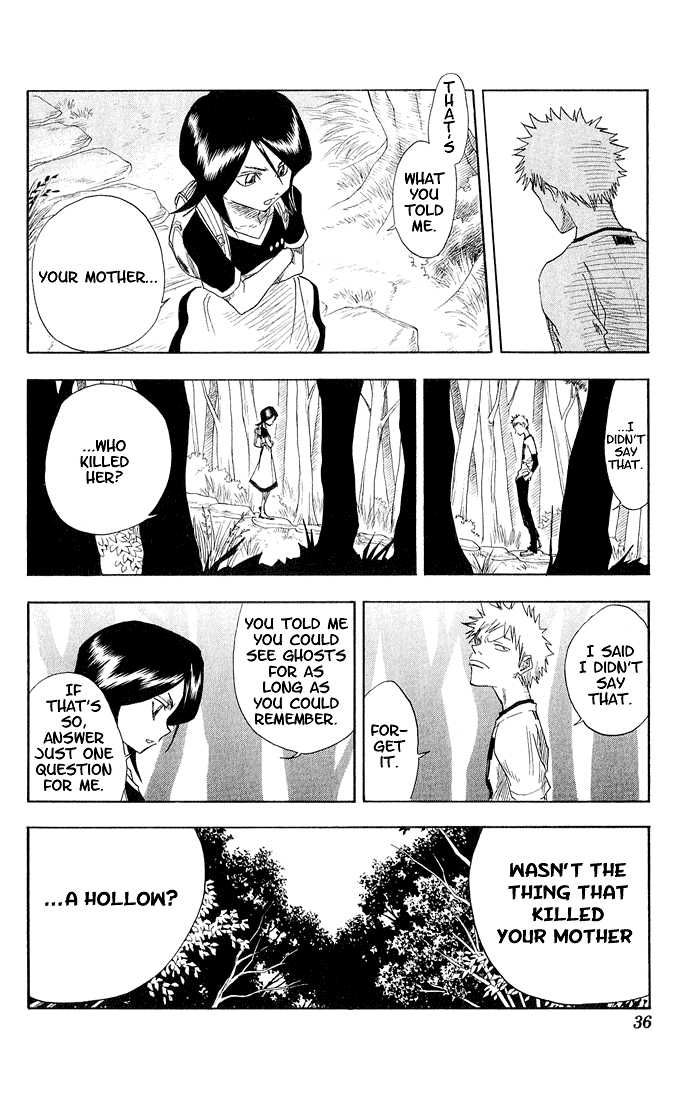 THAT'S
WHAT
YOU
TOLD
ME.
YOUR MOTHER...
...I
DIDN'T
SAY
THAT.
...WHO
KILLED
HER?
I SAID
I DIDN'T
SAY
THAT.
FOR-
GET
IT.
YOU TOLD ME
YOU COULD
SEE GHOSTS
FOR AS
LONG AS
YOU COULD
REMEMBER.
IF
THAT'S
SO,
ANSWER
JUST ONE
QUESTION
FOR ME.
WASN'T THE
THING THAT
KILLED
YOUR MOTHER
...A HOLLOW?
36